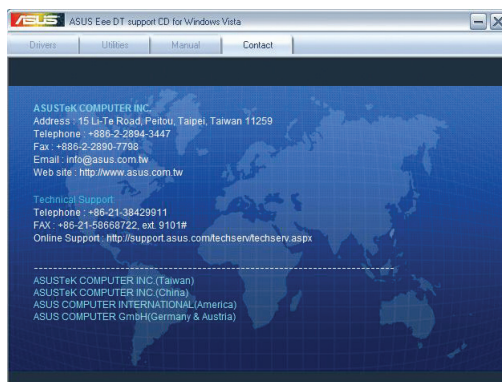 ASUS ASUS Eee DT support CD for Windows Vista
Drivers Utilities Manual Contact
ASUSTeK COMPUTER INC.
Address : 15 Li-Te Road, Peitou, Taipei, Taiwan 11259
Telephone : +886-2-2894-3447
Fax : +886-2-2890-7798
Email : info@asus.com.tw
Web site : http://www.asus.com.tw
Technical Support
Telephone : +86-21-38429911
FAX : +86-21-58668722, ext. 9101#
Online Support : http://support.asus.com/techserv/techserv.aspx
ASUSTeK COMPUTER INC.(Taiwan)
ASUSTeK COMPUTER INC.(China)
ASUS COMPUTER INTERNATIONAL(America)
ASUS COMPUTER GmbH(Germany & Austria)